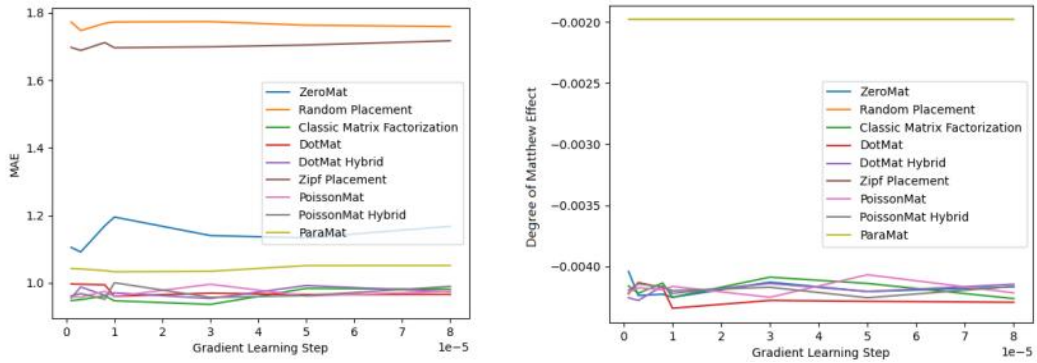 1.8
1.6
1.4
1.2
1.0
MAE
ZeroMat
Random Placement
Classic Matrix Factorization
DotMat
DotMat Hybrid
Zipf Placement
PoissonMat
PoissonMat Hybrid
ParaMat
0 1 2 3 4 5 6 7 8
1e−5
Gradient Learning Step
−0.0020
−0.0025
−0.0030
−0.0035
−0.0040
Degree of Matthew Effect
ZeroMat
Random Placement
Classic Matrix Factorization
DotMat
DotMat Hybrid
Zipf Placement
PoissonMat
PoissonMat Hybrid
ParaMat
0 1 2 3 4 5 6 7 8
1e−5
Gradient Learning Step